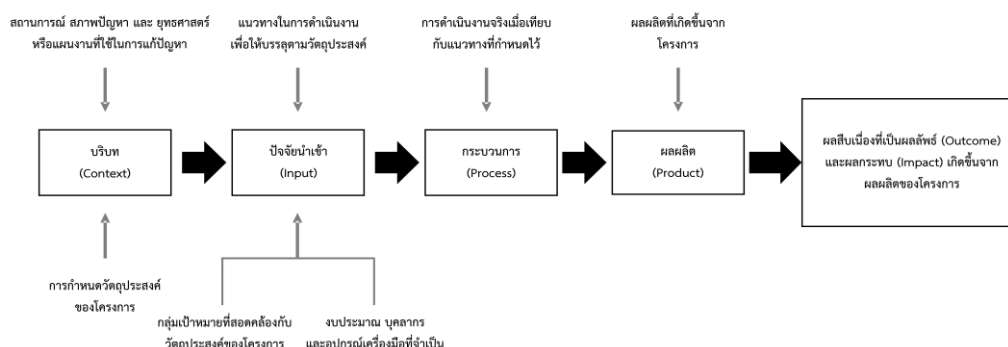 สถานการณ์ สภาพปัญหา และ ยุทธศาสตร์
หรือแผนงานที่ใช้ในการแก้ปัญหา
แนวทางในการดำเนินงาน
เพื่อให้บรรลุตามวัตถุประสงค์
การดำเนินงานจริงเมื่อเทียบ
กับแนวทางที่กำหนดไว้
ผลผลิตที่เกิดขึ้นจาก
โครงการ
บริบท
(Context)
ปัจจัยนำเข้า
(Input)
กระบวนการ
(Process)
ผลผลิต
(Product)
ผลสืบเนื่องที่เป็นผลลัพธ์ (Outcome)
และผลกระทบ (Impact) เกิดขึ้นจาก
ผลผลิตของโครงการ
การกำหนดวัตถุประสงค์
ของโครงการ
กลุ่มเป้าหมายที่สอดคล้องกับ
วัตถุประสงค์ของโครงการ
งบประมาณ บุคลากร
และอุปกรณ์เครื่องมือที่จำเป็น